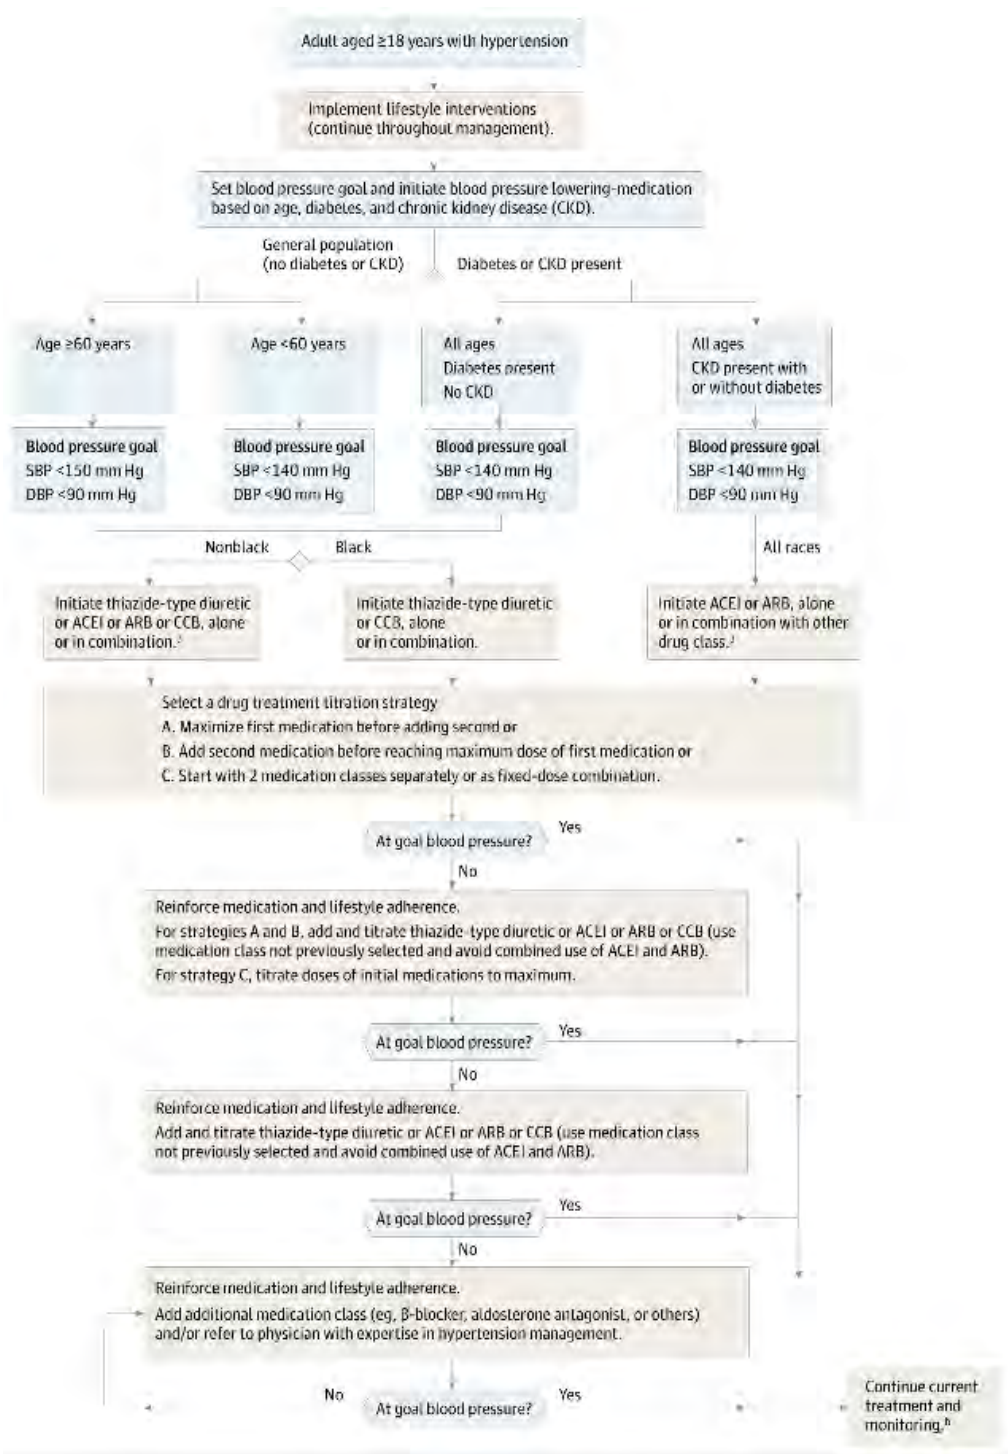 Adult aged ≥18 years with hypertension
Implement lifestyle interventions
(continue throughout management).
Set blood pressure goal and initiate blood pressure lowering-medication
based on age, diabetes, and chronic kidney disease (CKD).
General population
(no diabetes or CKD)
Diabetes or CKD present
Age ≥60 years
Age <60 years
All ages
Diabetes present
No CKD
All ages
CKD present with
or without diabetes
Blood pressure goal
SBP <150 mm Hg
DBP <90 mm Hg
Blood pressure goal
SBP <140 mm Hg
DBP <90 mm Hg
Blood pressure goal
SBP <140 mm Hg
DBP <90 mm Hg
Blood pressure goal
SBP <140 mm Hg
DBP <90 mm Hg
Nonblack
Black
All races
Initiate thiazide-type diuretic
or ACEI or ARB or CCB, alone
or in combination.
Initiate thiazide-type diuretic
or CCB, alone
or in combination.
Initiate ACEI or ARB, alone
or in combination with other
drug class.
Select a drug treatment titration strategy
A. Maximize first medication before adding second or
B. Add second medication before reaching maximum dose of first medication or
C. Start with 2 medication classes separately or as fixed-dose combination.
At goal blood pressure?
Yes
No
Reinforce medication and lifestyle adherence.
For strategies A and B, add and titrate thiazide-type diuretic or ACEI or ARB or CCB (use
medication class not previously selected and avoid combined use of ACEI and ARB).
For strategy C, titrate doses of initial medications to maximum.
At goal blood pressure?
Yes
No
Reinforce medication and lifestyle adherence.
Add and titrate thiazide-type diuretic or ACEI or ARB or CCB (use medication class
not previously selected and avoid combined use of ACEI and ARB).
At goal blood pressure?
Yes
No
Reinforce medication and lifestyle adherence.
Add additional medication class (eg, β-blocker, aldosterone antagonist, or others)
and/or refer to physician with expertise in hypertension management.
No
At goal blood pressure?
Yes
Continue current
treatment and
monitoring.b